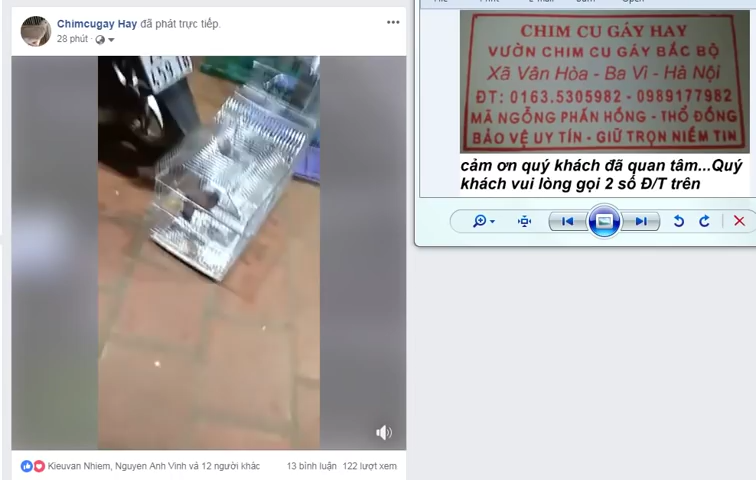 Chimcugay Hay đã phát trực tiếp.
28 phút
Kieuvan Nhiem, Nguyen Anh Vinh và 12 người khác
13 bình luận 122 lượt xem
CHIM CU GÁY HAY
VƯỜN CHIM CU GÁY BẮC BỘ
Xã Vân Hòa - Ba Vì - Hà Nội
ĐT: 0163.5305982 - 0989177982
MÃ NGỖNG PHẤN HỒNG - THỔ ĐỒNG
BẢO VỆ UY TÍN - GIỮ TRỌN NIỀM TIN
cảm ơn quý khách đã quan tâm...Quý
khách vui lòng gọi 2 số Đ/T trên